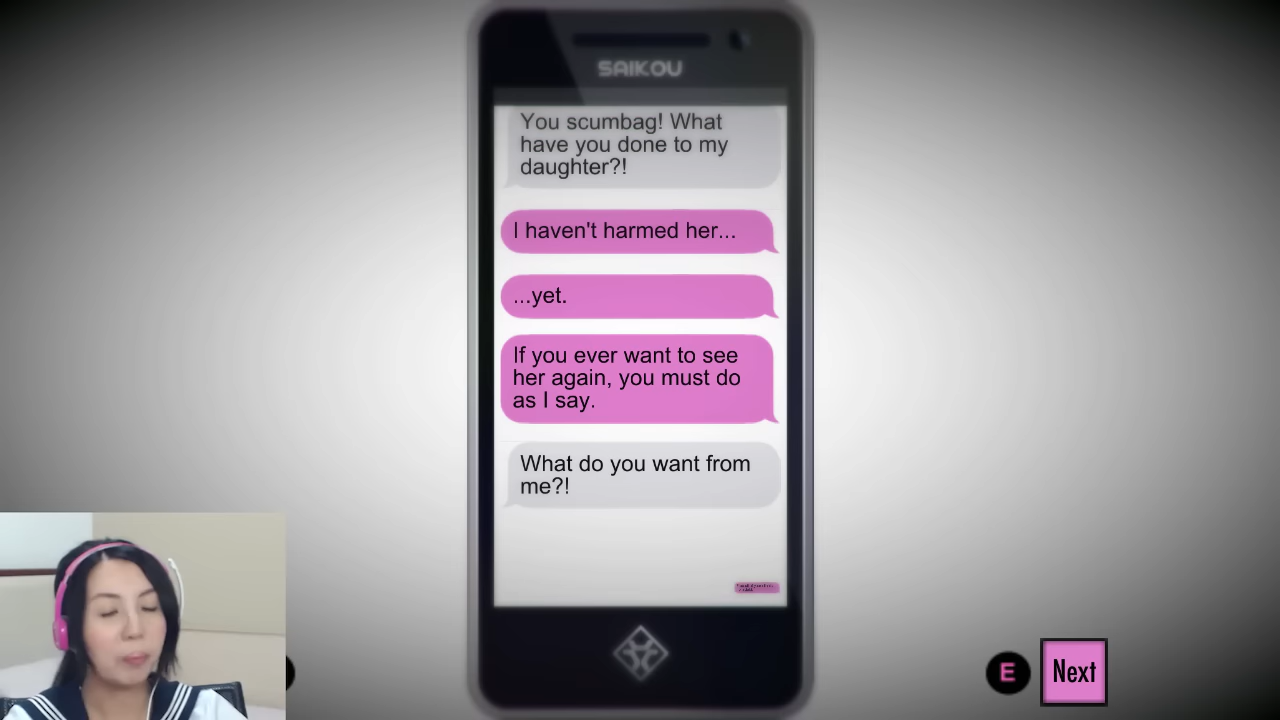 SAIKOU
You scumbag! What
have you done to my
daughter?!
I haven't harmed her...
...yet.
If you ever want to see
her again, you must do
as I say.
What do you want from
me?!
E
Next